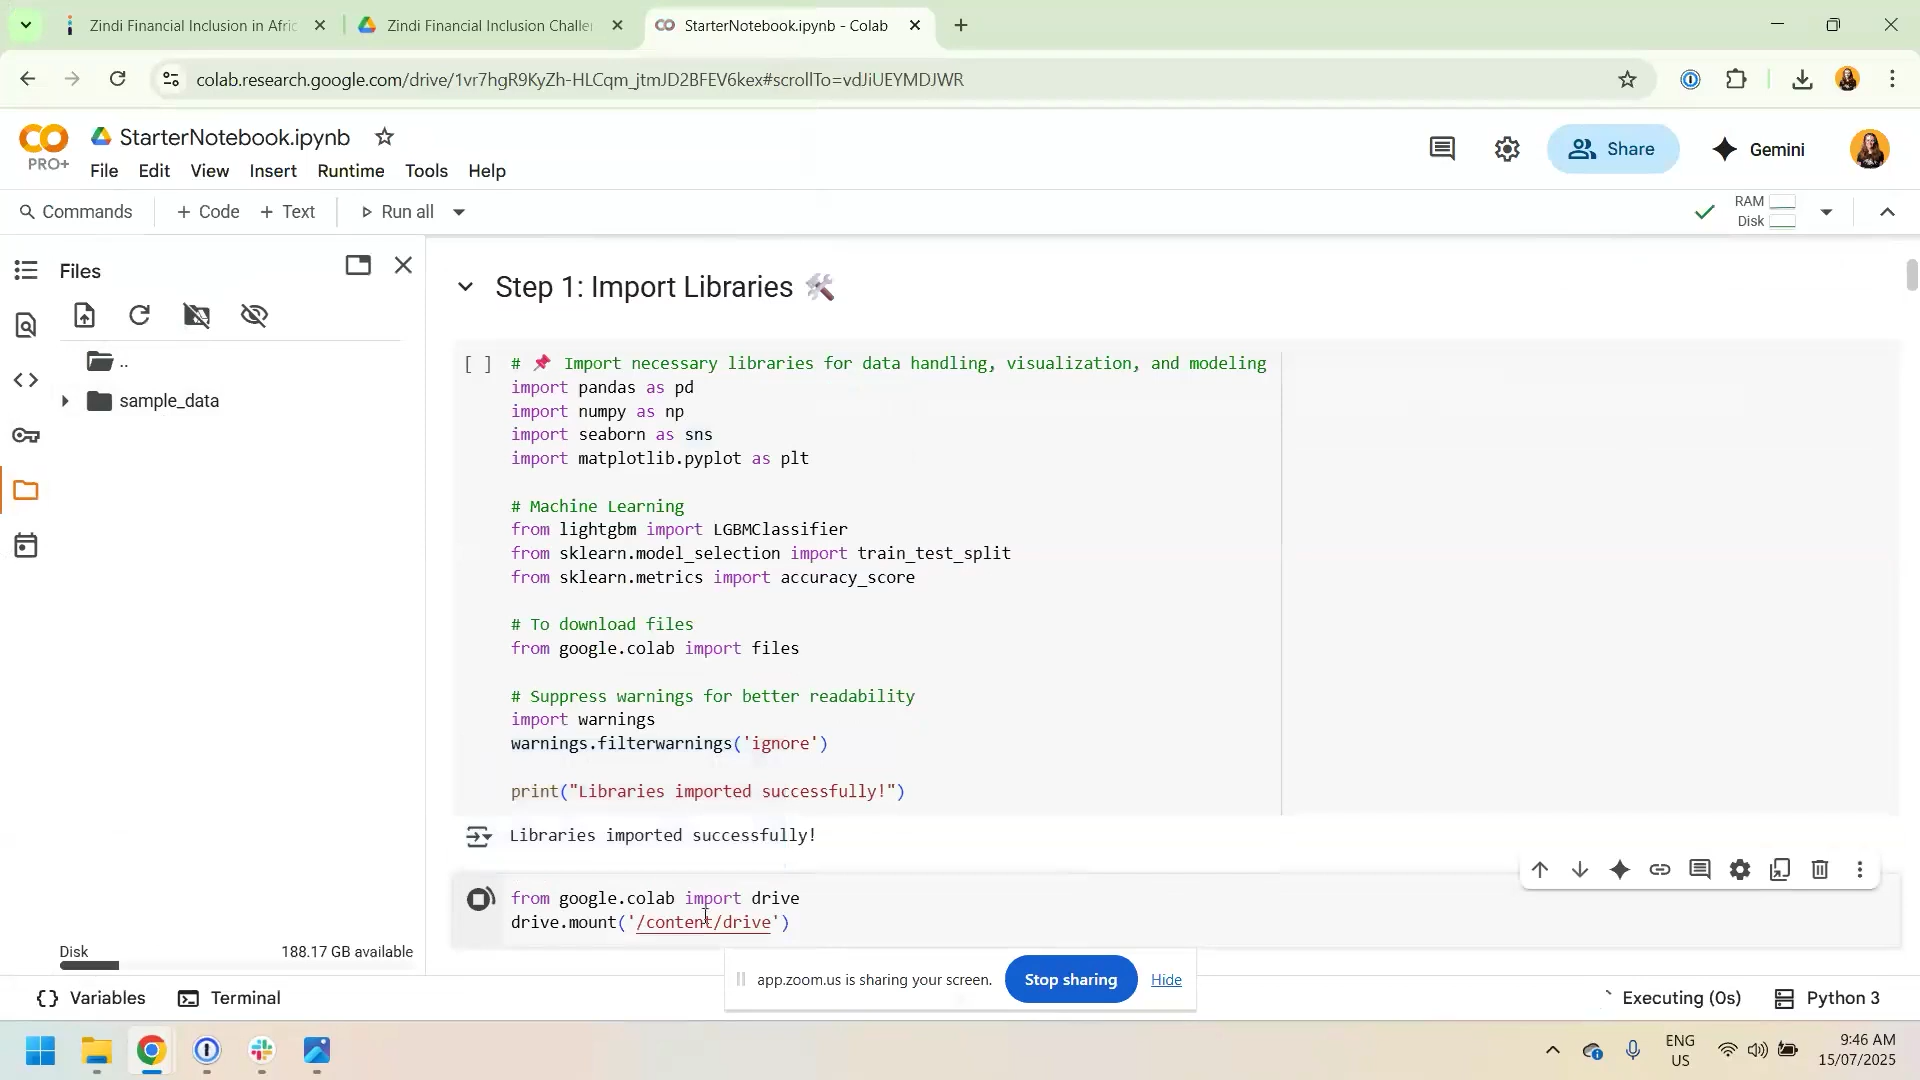 Zindi Financial Inclusion in Afric
Zindi Financial Inclusion Challe
StarterNotebook.ipynb - Colab
colab.research.google.com/drive/1vr7hgR9KyZh-HLCqm_jtmJD2BFEV6kex#scrollTo=vdJiUEYMDJWR
PRO+
StarterNotebook.ipynb
File Edit View Insert Runtime Tools Help
Share
Gemini
Commands
+ Code + Text
Run all
RAM
Disk
Files
..
sample_data
Disk 188.17 GB available
Step 1: Import Libraries
[ ] # Import necessary libraries for data handling, visualization, and modeling
import pandas as pd
import numpy as np
import seaborn as sns
import matplotlib.pyplot as plt
# Machine Learning
from lightgbm import LGBMClassifier
from sklearn.model_selection import train_test_split
from sklearn.metrics import accuracy_score
# To download files
from google.colab import files
# Suppress warnings for better readability
import warnings
warnings.filterwarnings('ignore')
print("Libraries imported successfully!")
Libraries imported successfully!
from google.colab import drive
drive.mount('/content/drive')
app.zoom.us is sharing your screen.
Stop sharing
Hide
Variables
Terminal
Executing (0s)
Python 3
ENG
US
9:46 AM
15/07/2025